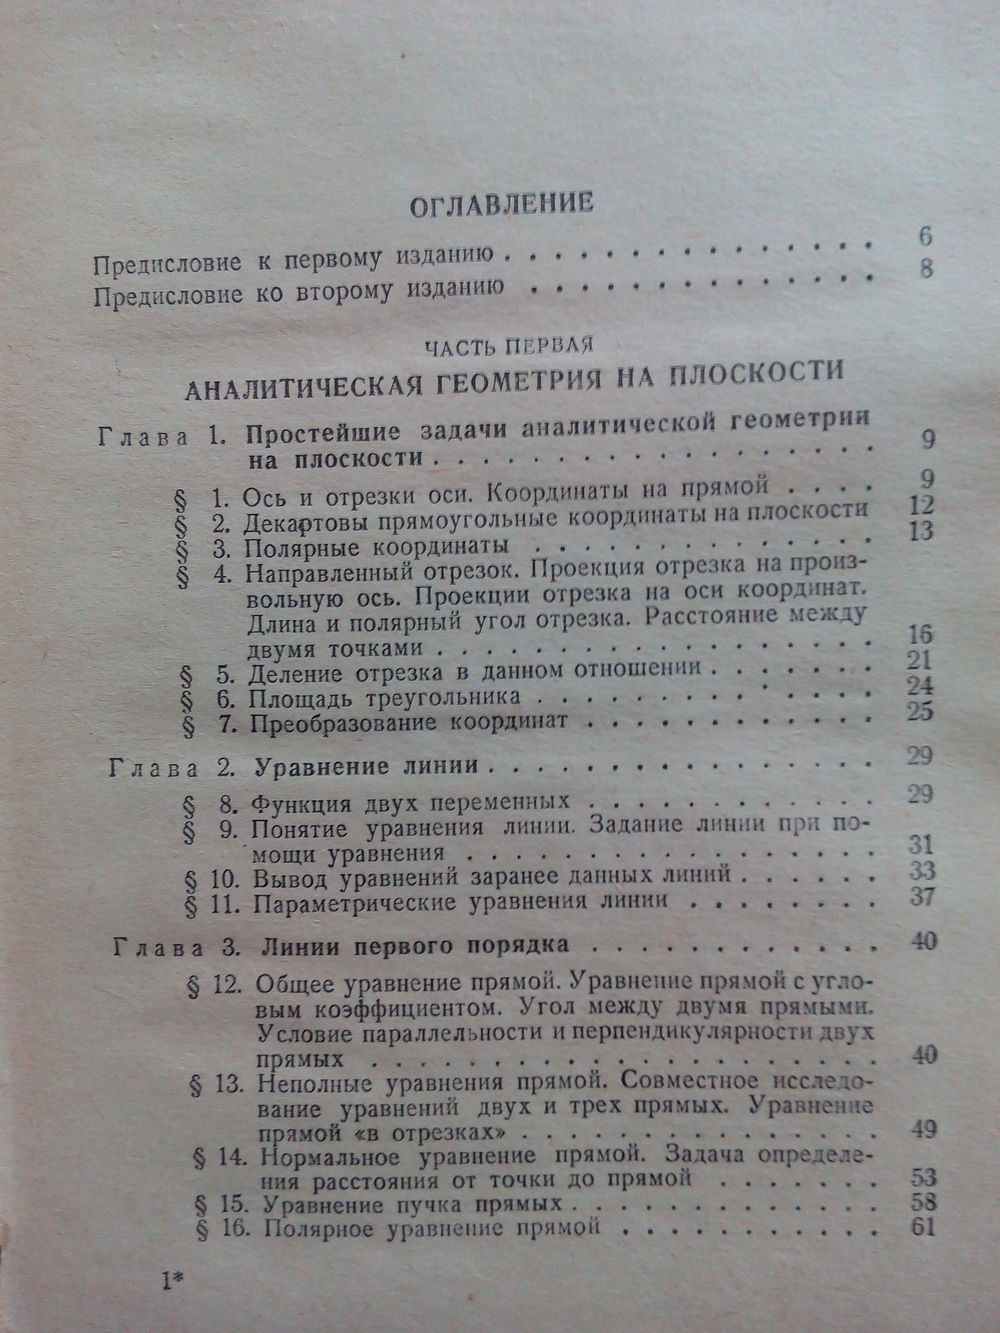 ОГЛАВЛЕНИЕ
Предисловие к первому изданию . . . . . . . . . . . . . . . 6
Предисловие ко второму изданию . . . . . . . . . . . . . . 8
ЧАСТЬ ПЕРВАЯ
АНАЛИТИЧЕСКАЯ ГЕОМЕТРИЯ НА ПЛОСКОСТИ
Глава 1. Простейшие задачи аналитической геометрии
на плоскости . . . . . . . . . . . . . . . . . 9
§ 1. Ось и отрезки оси. Координаты на прямой . . . . 9
§ 2. Декартовы прямоугольные координаты на плоскости 12
§ 3. Полярные координаты . . . . . . . . . . . . . 13
§ 4. Направленный отрезок. Проекция отрезка на произ-
вольную ось. Проекции отрезка на оси координат.
Длина и полярный угол отрезка. Расстояние между
двумя точками . . . . . . . . . . . . . . . . . 16
§ 5. Деление отрезка в данном отношении . . . . . . . 21
§ 6. Площадь треугольника . . . . . . . . . . . . . 24
§ 7. Преобразование координат . . . . . . . . . . . 25
Глава 2. Уравнение линии . . . . . . . . . . . . . . . 29
§ 8. Функция двух переменных . . . . . . . . . . . 29
§ 9. Понятие уравнения линии. Задание линии при по-
мощи уравнения . . . . . . . . . . . . . . . . 31
§ 10. Вывод уравнений заранее данных линий . . . . . . 33
§ 11. Параметрические уравнения линии . . . . . . . . 37
Глава 3. Линии первого порядка . . . . . . . . . . . . 40
§ 12. Общее уравнение прямой. Уравнение прямой с угло-
вым коэффициентом. Угол между двумя прямыми.
Условие параллельности и перпендикулярности двух
прямых . . . . . . . . . . . . . . . . . . . . 40
§ 13. Неполные уравнения прямой. Совместное исследо-
вание уравнений двух и трех прямых. Уравнение
прямой «в отрезках» . . . . . . . . . . . . . . 49
§ 14. Нормальное уравнение прямой. Задача определе-
ния расстояния от точки до прямой . . . . . . . 53
§ 15. Уравнение пучка прямых . . . . . . . . . . . . 58
§ 16. Полярное уравнение прямой . . . . . . . . . . . 61
1*